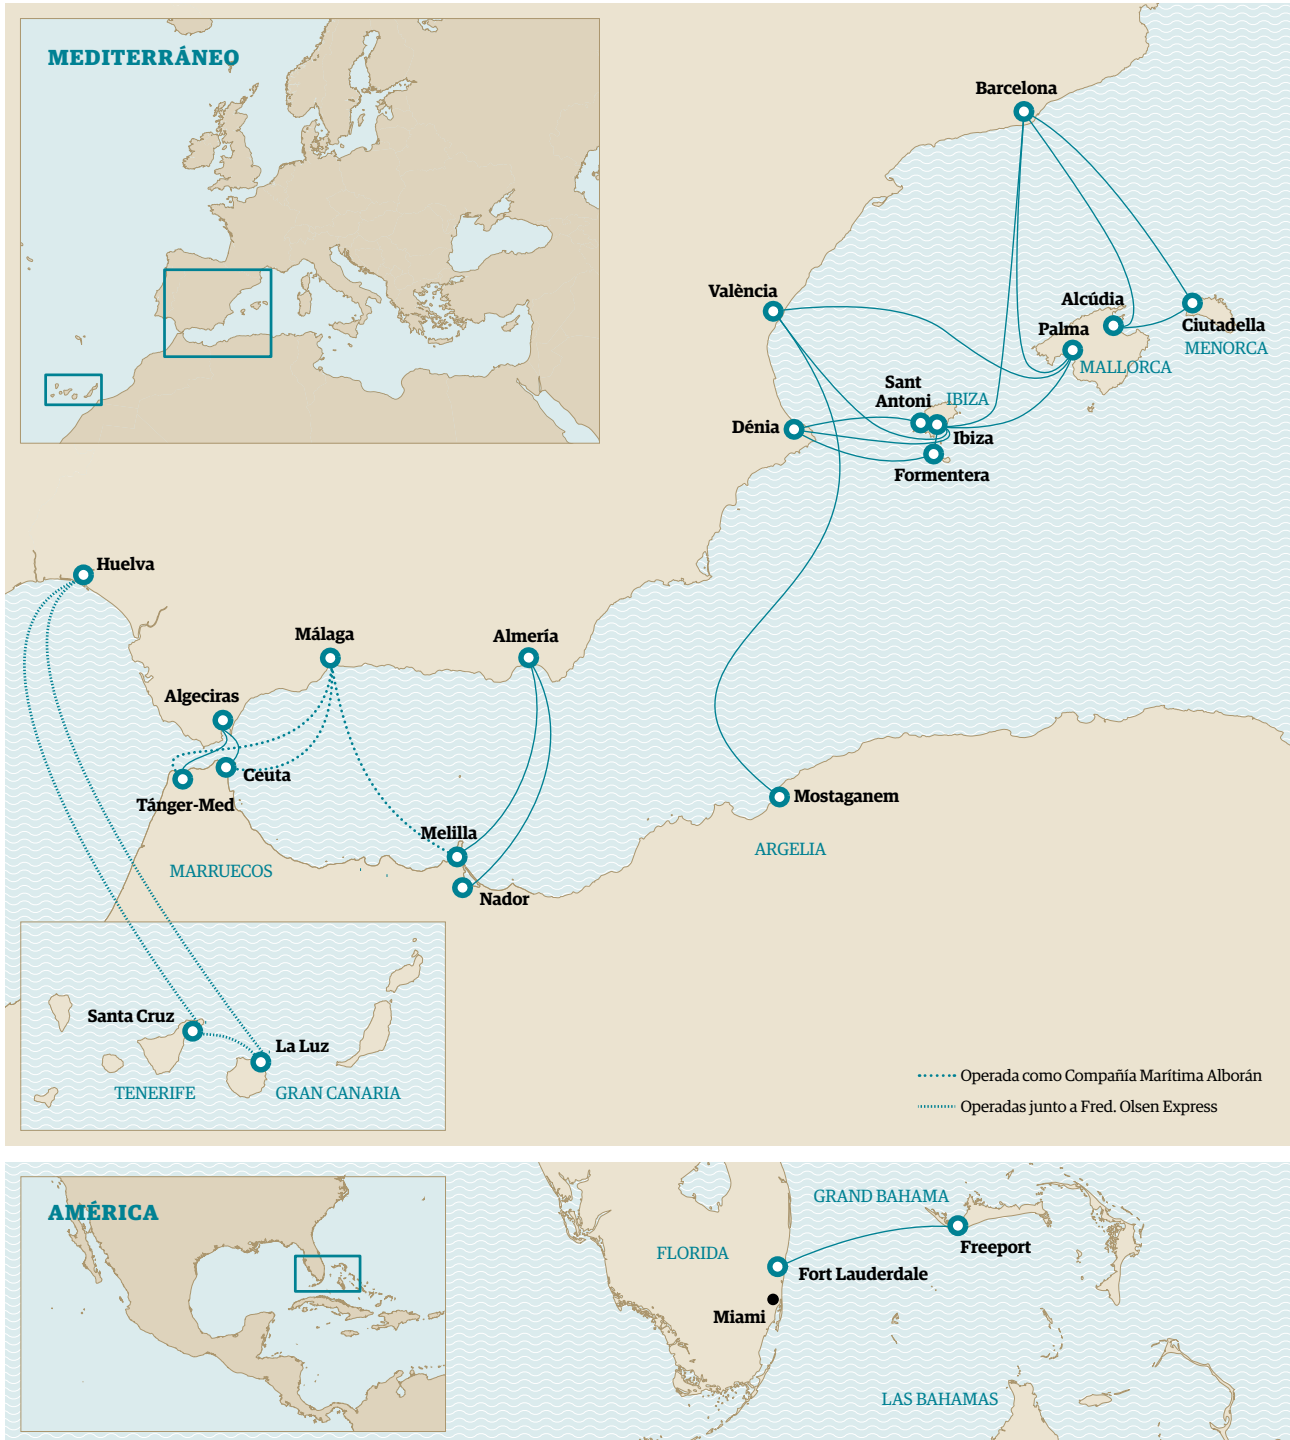 MEDITERRÁNEO
Barcelona
València
Alcúdia
Palma
Ciutadella
MENORCA
MALLORCA
Sant
Antoni
IBIZA
Dénia
Ibiza
Formentera
Huelva
Málaga
Almería
Algeciras
Ceuta
Tánger-Med
Mostaganem
Melilla
ARGELIA
MARRUECOS
Nador
Santa Cruz
La Luz
TENERIFE
GRAN CANARIA
Operada como Compañía Marítima Alborán
Operadas junto a Fred. Olsen Express
AMÉRICA
GRAND BAHAMA
FLORIDA
Freeport
Fort Lauderdale
Miami
LAS BAHAMAS